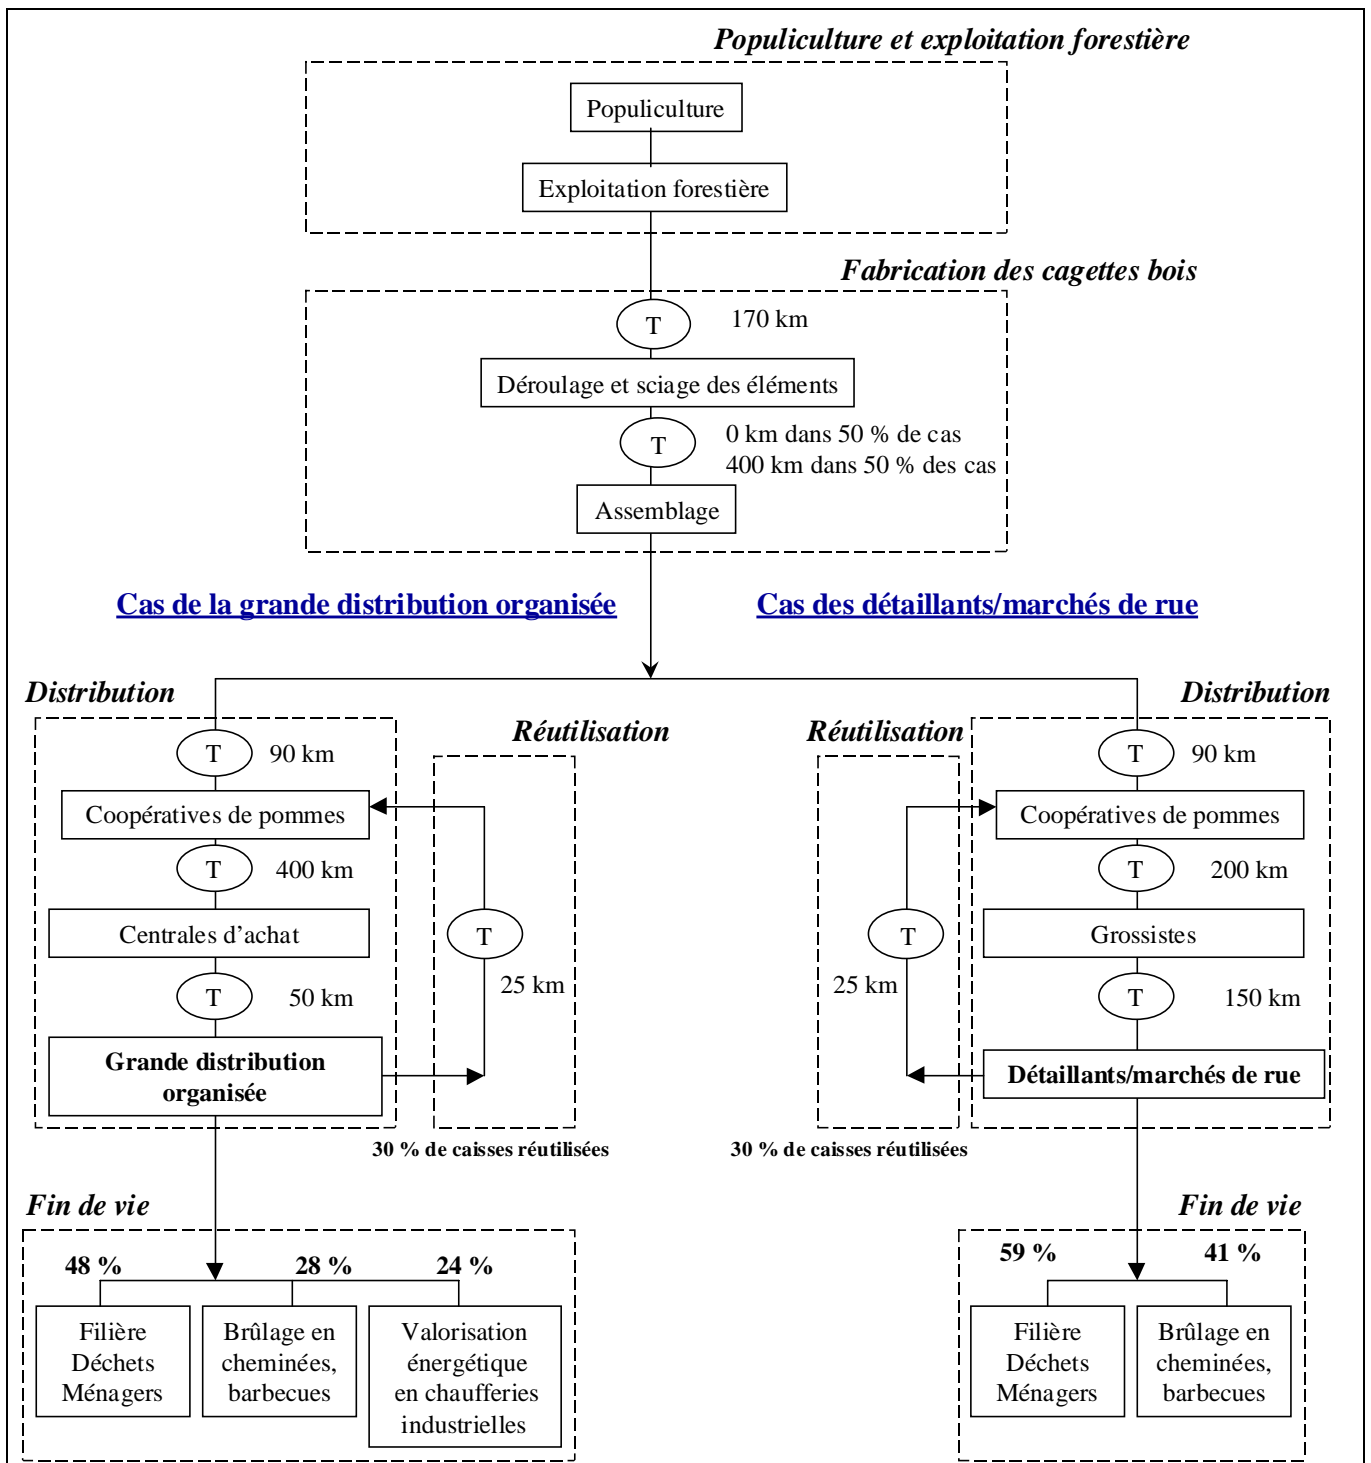 Populiculture et exploitation forestière
Populiculture
Exploitation forestière
Fabrication des cagettes bois
T
170 km
Déroulage et sciage des éléments
T
0 km dans 50 % de cas
400 km dans 50 % des cas
Assemblage
Cas de la grande distribution organisée
Cas des détaillants/marchés de rue
Distribution
T
90 km
Coopératives de pommes
T
400 km
Centrales d’achat
T
50 km
Grande distribution
organisée
Réutilisation
T
25 km
30 % de caisses réutilisées
Réutilisation
T
25 km
30 % de caisses réutilisées
Distribution
T
90 km
Coopératives de pommes
T
200 km
Grossistes
T
150 km
Détaillants/marchés de rue
Fin de vie
48 %
28 %
24 %
Filière
Déchets
Ménagers
Brûlage en
cheminées,
barbecues
Valorisation
énergétique
en chaufferies
industrielles
Fin de vie
59 %
41 %
Filière
Déchets
Ménagers
Brûlage en
cheminées,
barbecues